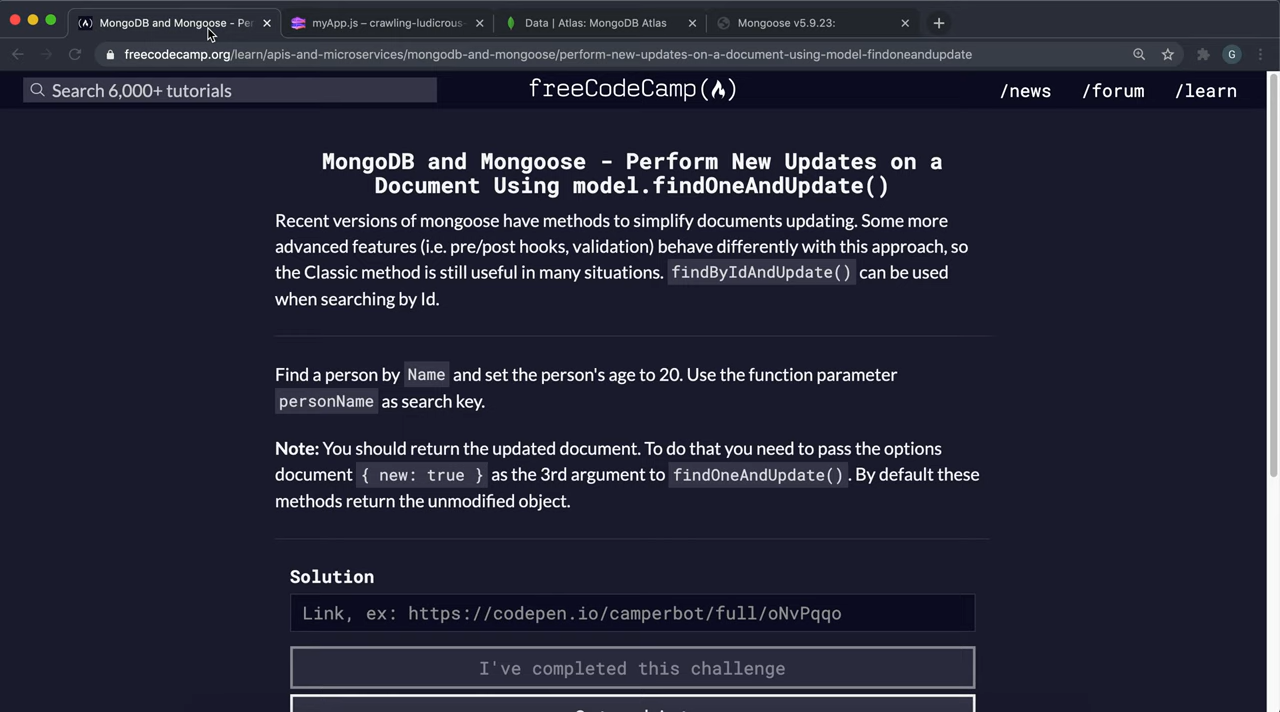 MongoDB and Mongoose - Pe
myApp.js – crawling-ludicrous-
Data | Atlas: MongoDB Atlas
Mongoose v5.9.23:
freecodecamp.org/learn/apis-and-microservices/mongodb-and-mongoose/perform-new-updates-on-a-document-using-model-findoneandupdate
G
Search 6,000+ tutorials
freeCodeCamp
/news
/forum
/learn
MongoDB and Mongoose - Perform New Updates on a
Document Using model.findOneAndUpdate()
Recent versions of mongoose have methods to simplify documents updating. Some more
advanced features (i.e. pre/post hooks, validation) behave differently with this approach, so
the Classic method is still useful in many situations. findByIdAndUpdate() can be used
when searching by Id.
Find a person by Name and set the person's age to 20. Use the function parameter
personName as search key.
Note: You should return the updated document. To do that you need to pass the options
document { new: true } as the 3rd argument to findOneAndUpdate(). By default these
methods return the unmodified object.
Solution
Link, ex: https://codepen.io/camperbot/full/oNvPqqo
I've completed this challenge